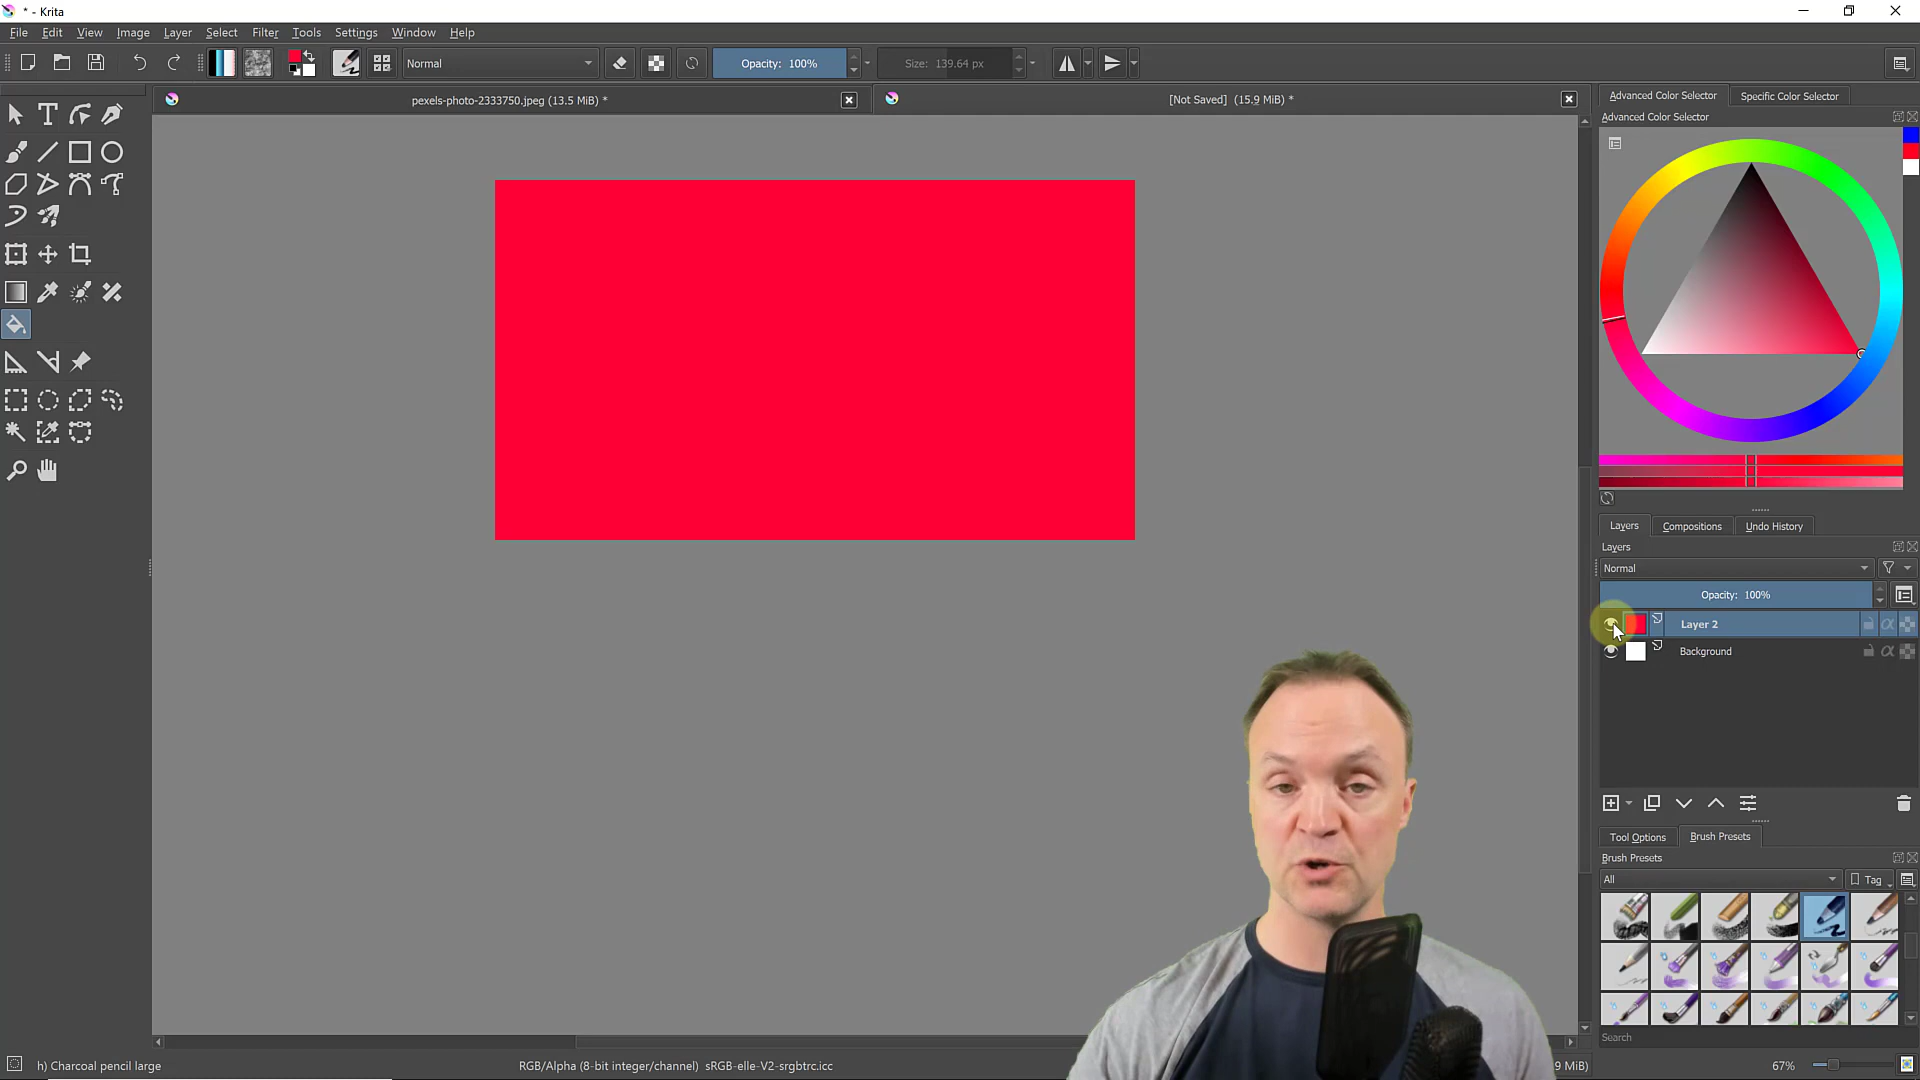 * - Krita
File Edit View Image Layer Select Filter Tools Settings Window Help
Normal Opacity: 100% Size: 139.64 px
pexels-photo-2333750.jpeg (13.5 MiB) * [Not Saved] (15.9 MiB) *
Advanced Color Selector Specific Color Selector
Advanced Color Selector
Layers Compositions Undo History
Layers
Normal
Opacity: 100%
Layer 2
Background
Tool Options Brush Presets
Brush Presets
All Tag
Search
h) Charcoal pencil large RGB/Alpha (8-bit integer/channel) sRGB-elle-V2-srgbtrc.icc 9 MiB) 67%